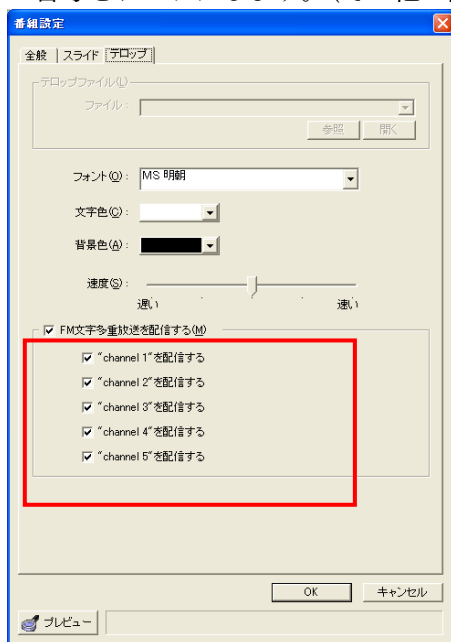 番組設定
全般 スライド テロップ
テロップファイル(L)
ファイル:
参照 開く
フォント(O): MS 明朝
文字色(C):
背景色(A):
速度(S):
遅い 速い
FM文字多重放送を配信する(M)
"channel 1"を配信する
"channel 2"を配信する
"channel 3"を配信する
"channel 4"を配信する
"channel 5"を配信する
OK キャンセル
プレビュー